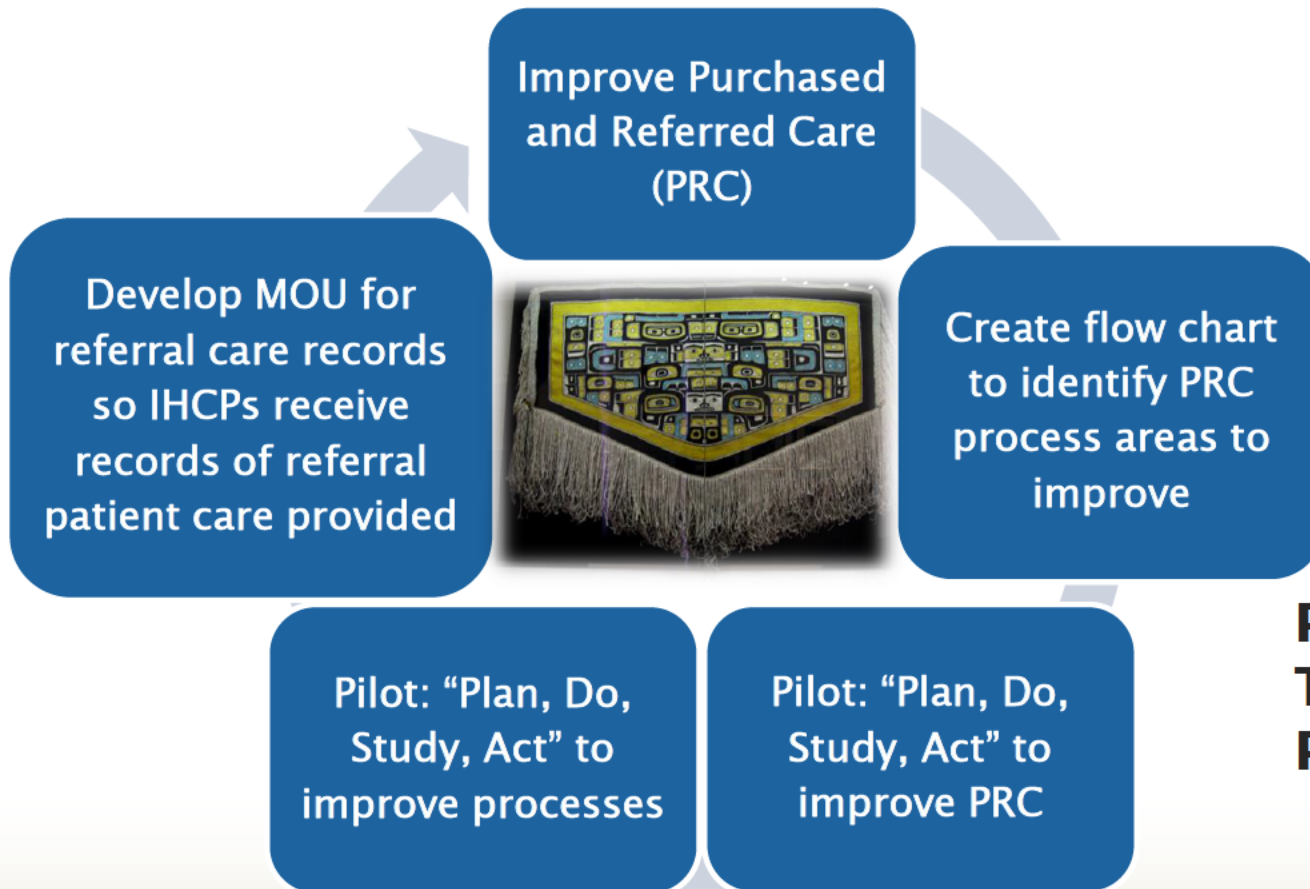 Improve Purchased
and Referred Care
(PRC)
Create flow chart
to identify PRC
process areas to
improve
Pilot: “Plan, Do,
Study, Act” to
improve PRC
Pilot: “Plan, Do,
Study, Act” to
improve processes
Develop MOU for
referral care records
so IHCPs receive
records of referral
patient care provided